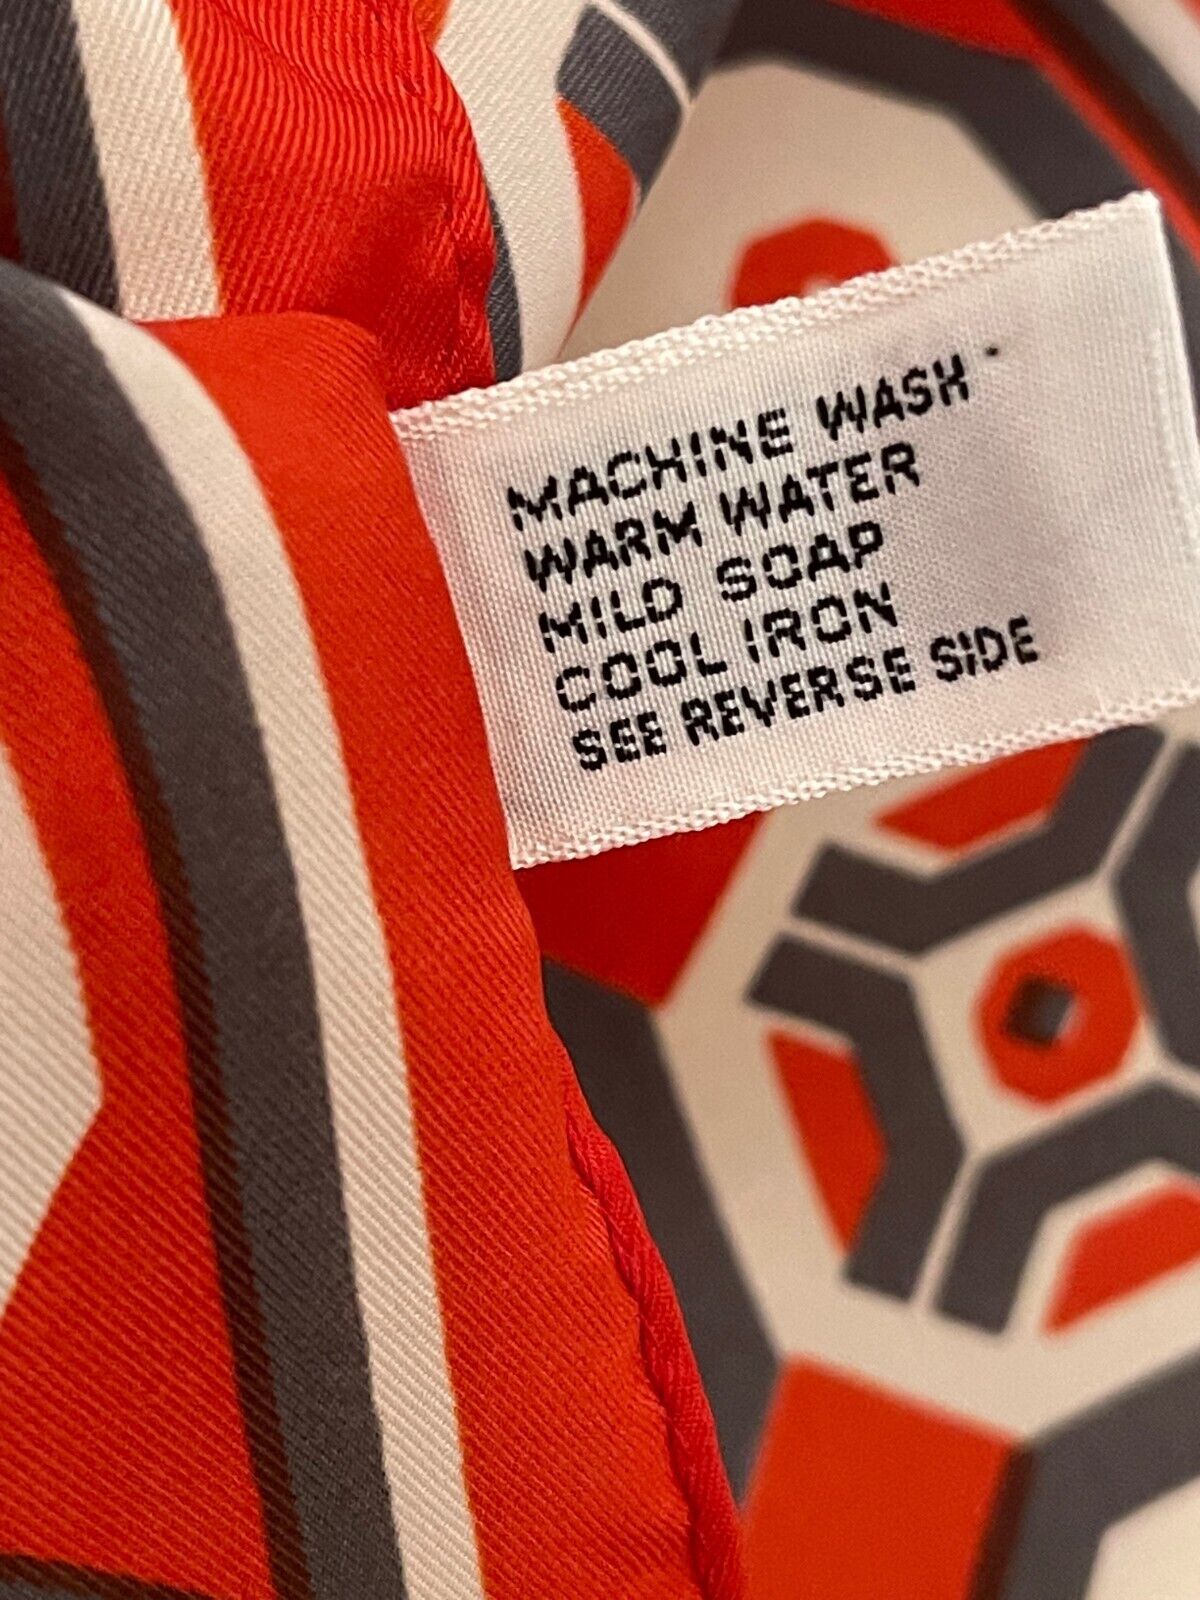 MACHINE WASH -
WARM WATER
MILD SOAP
COOL IRON
SEE REVERSE SIDE